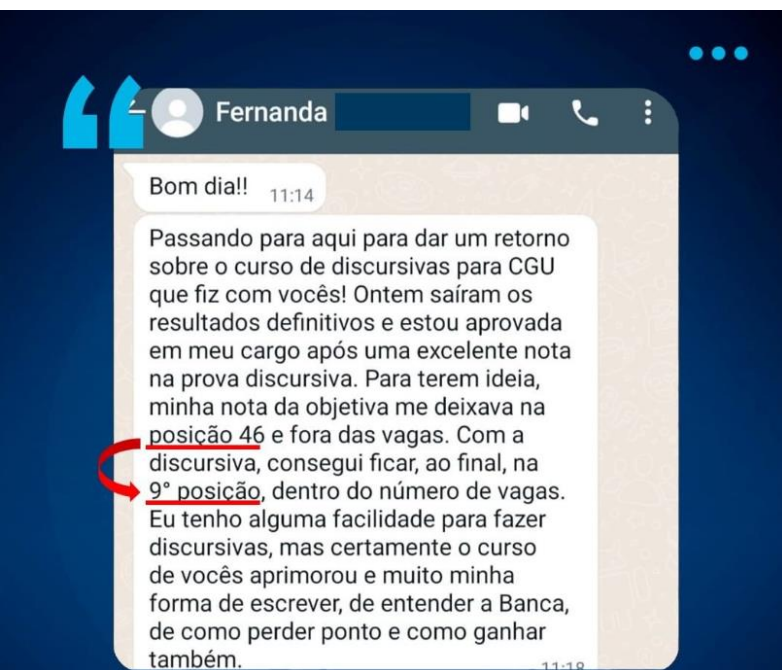 Fernanda
Bom dia!! 11:14
Passando para aqui para dar um retorno
sobre o curso de discursivas para CGU
que fiz com vocês! Ontem saíram os
resultados definitivos e estou aprovada
em meu cargo após uma excelente nota
na prova discursiva. Para terem ideia,
minha nota da objetiva me deixava na
posição 46 e fora das vagas. Com a
discursiva, consegui ficar, ao final, na
9° posição, dentro do número de vagas.
Eu tenho alguma facilidade para fazer
discursivas, mas certamente o curso
de vocês aprimorou e muito minha
forma de escrever, de entender a Banca,
de como perder ponto e como ganhar
também. 11:18